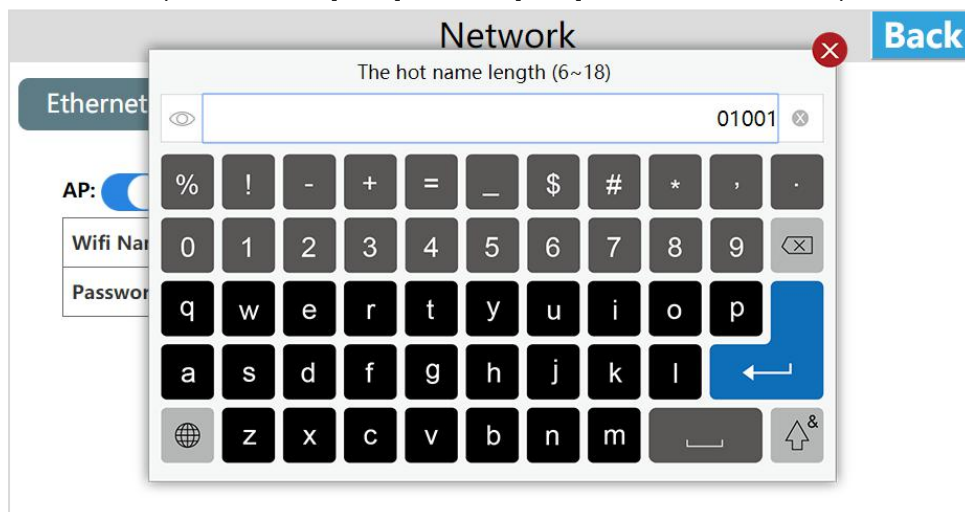 Network
Back
The hot name length (6~18)
Ethernet
01001
AP:
% ! - + = _ $ # * , .
Wifi Nar
0 1 2 3 4 5 6 7 8 9
Passwor
q w e r t y u i o p
a s d f g h j k l
z x c v b n m &